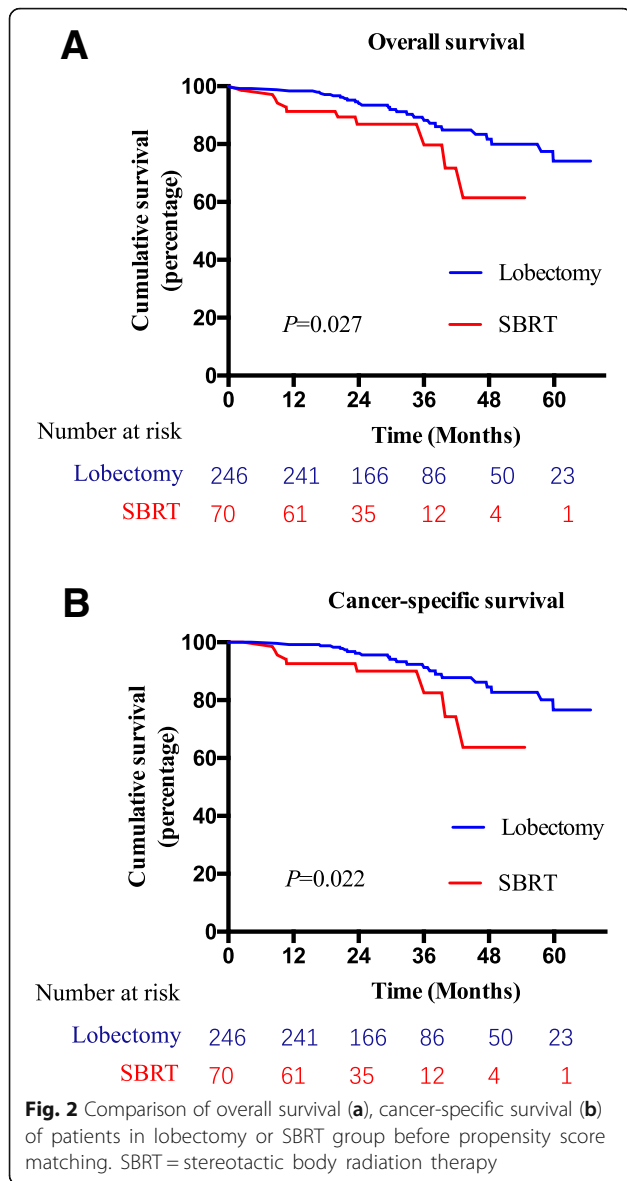 A
Overall survival
Cumulative survival
(percentage)
100
80
60
40
20
0
Lobectomy
SBRT
P=0.027
0 12 24 36 48 60
Number at risk
Time (Months)
Lobectomy 246 241 166 86 50 23
SBRT 70 61 35 12 4 1
B
Cancer-specific survival
Cumulative survival
(percentage)
100
80
60
40
20
0
Lobectomy
SBRT
P=0.022
0 12 24 36 48 60
Number at risk
Time (Months)
Lobectomy 246 241 166 86 50 23
SBRT 70 61 35 12 4 1
Fig. 2 Comparison of overall survival (a), cancer-specific survival (b)
of patients in lobectomy or SBRT group before propensity score
matching. SBRT = stereotactic body radiation therapy